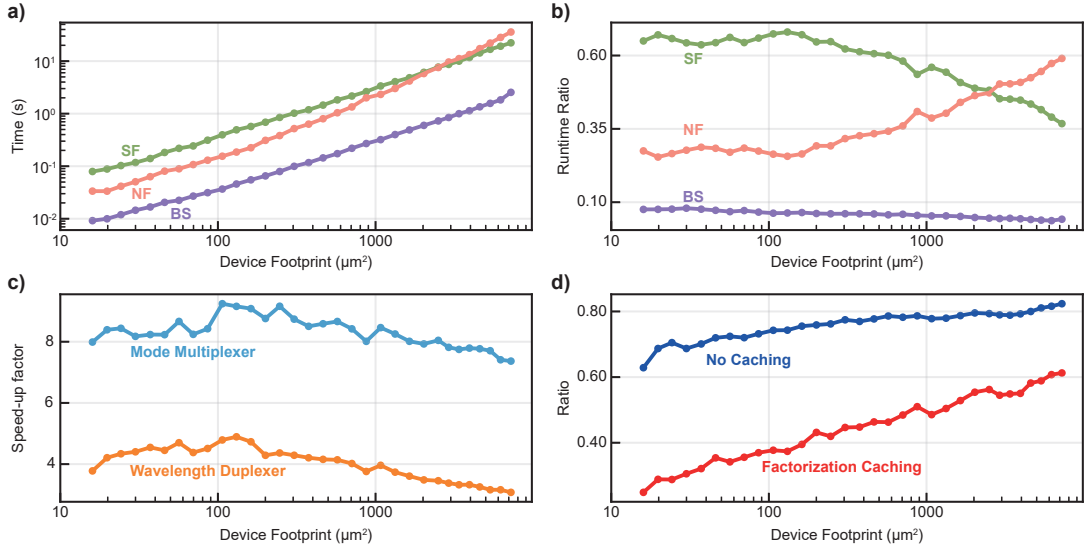 a)
Time (s)
10¹
10⁰
10⁻¹
10⁻²
SF
NF
BS
10
100
1000
Device Footprint (µm²)
b)
Runtime Ratio
0.60
0.35
0.10
SF
NF
BS
10
100
1000
Device Footprint (µm²)
c)
Speed-up factor
8
6
4
Mode Multiplexer
Wavelength Duplexer
10
100
1000
Device Footprint (µm²)
d)
Ratio
0.80
0.60
0.40
No Caching
Factorization Caching
10
100
1000
Device Footprint (µm²)